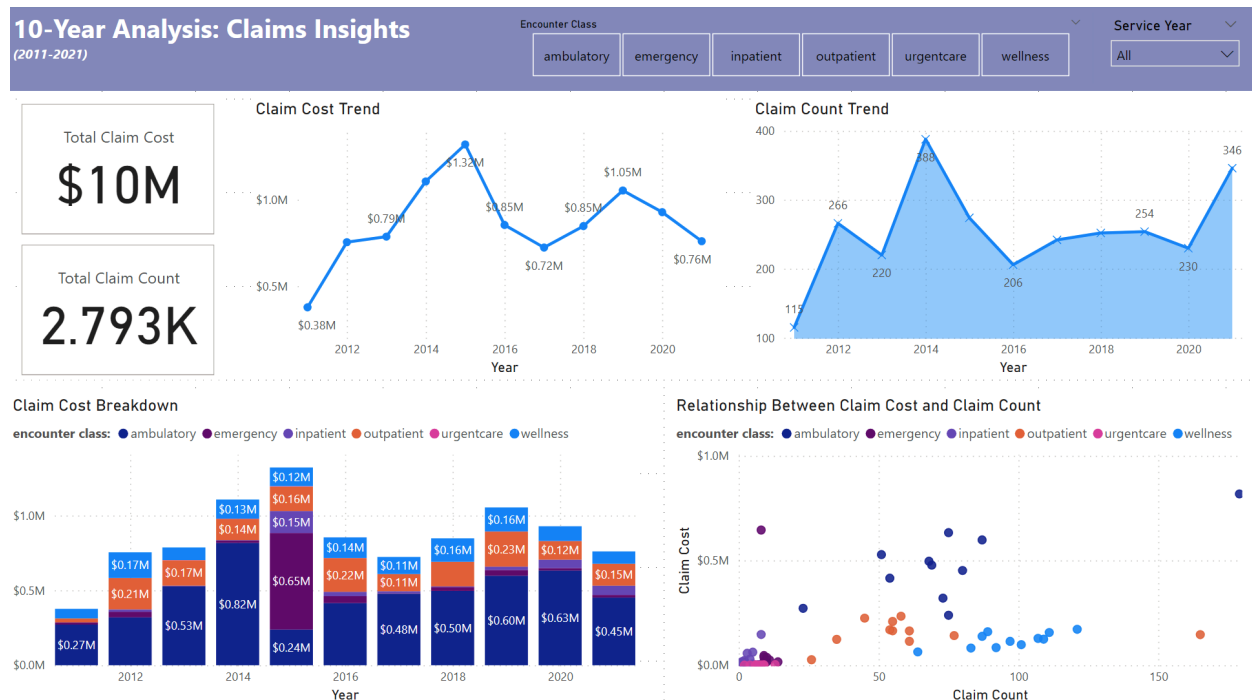 10-Year Analysis: Claims Insights
(2011-2021)
Encounter Class
ambulatory
emergency
inpatient
outpatient
urgentcare
wellness
Service Year
All
Total Claim Cost
$10M
Total Claim Count
2.793K
Claim Cost Trend
$1.0M
$0.5M
$0.38M
$0.79M
$1.32M
$0.85M
$0.72M
$0.85M
$1.05M
$0.76M
2012 2014 2016 2018 2020
Year
Claim Count Trend
400
300
200
100
115
266
220
388
206
254
230
346
2012 2014 2016 2018 2020
Year
Claim Cost Breakdown
encounter class: ambulatory emergency inpatient outpatient urgentcare wellness
$1.0M
$0.5M
$0.0M
$0.27M
$0.17M
$0.21M
$0.17M
$0.53M
$0.13M
$0.14M
$0.82M
$0.12M
$0.16M
$0.15M
$0.65M
$0.24M
$0.14M
$0.22M
$0.11M
$0.11M
$0.48M
$0.16M
$0.50M
$0.16M
$0.23M
$0.60M
$0.12M
$0.63M
$0.15M
$0.45M
2012 2014 2016 2018 2020
Year
Relationship Between Claim Cost and Claim Count
encounter class: ambulatory emergency inpatient outpatient urgentcare wellness
$1.0M
$0.5M
$0.0M
Claim Cost
0 50 100 150
Claim Count